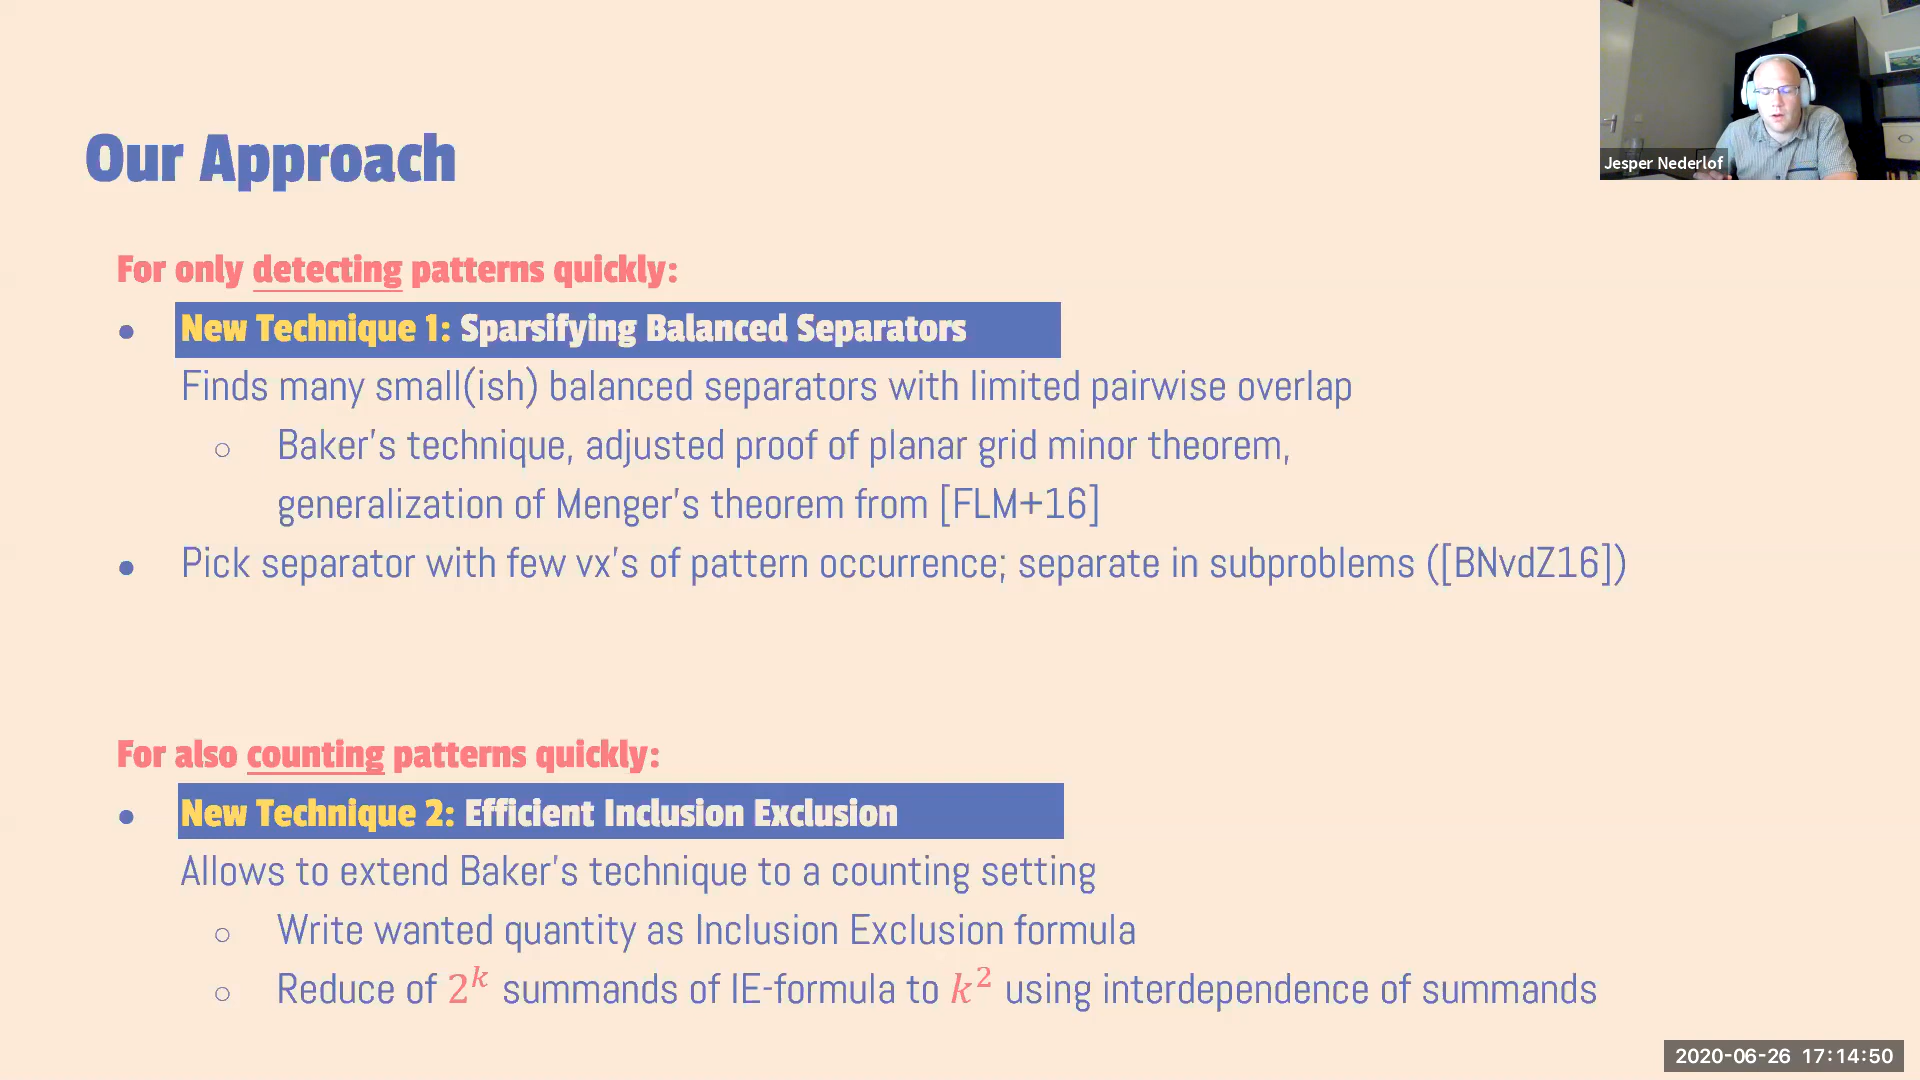 Our Approach
Jesper Nederlof
For only detecting patterns quickly:
● New Technique 1: Sparsifying Balanced Separators
Finds many small(ish) balanced separators with limited pairwise overlap
○ Baker's technique, adjusted proof of planar grid minor theorem,
generalization of Menger's theorem from [FLM+16]
● Pick separator with few vx's of pattern occurrence; separate in subproblems ([BNvdZ16])
For also counting patterns quickly:
● New Technique 2: Efficient Inclusion Exclusion
Allows to extend Baker's technique to a counting setting
○ Write wanted quantity as Inclusion Exclusion formula
○ Reduce of 2^k summands of IE-formula to k^2 using interdependence of summands
2020-06-26 17:14:50